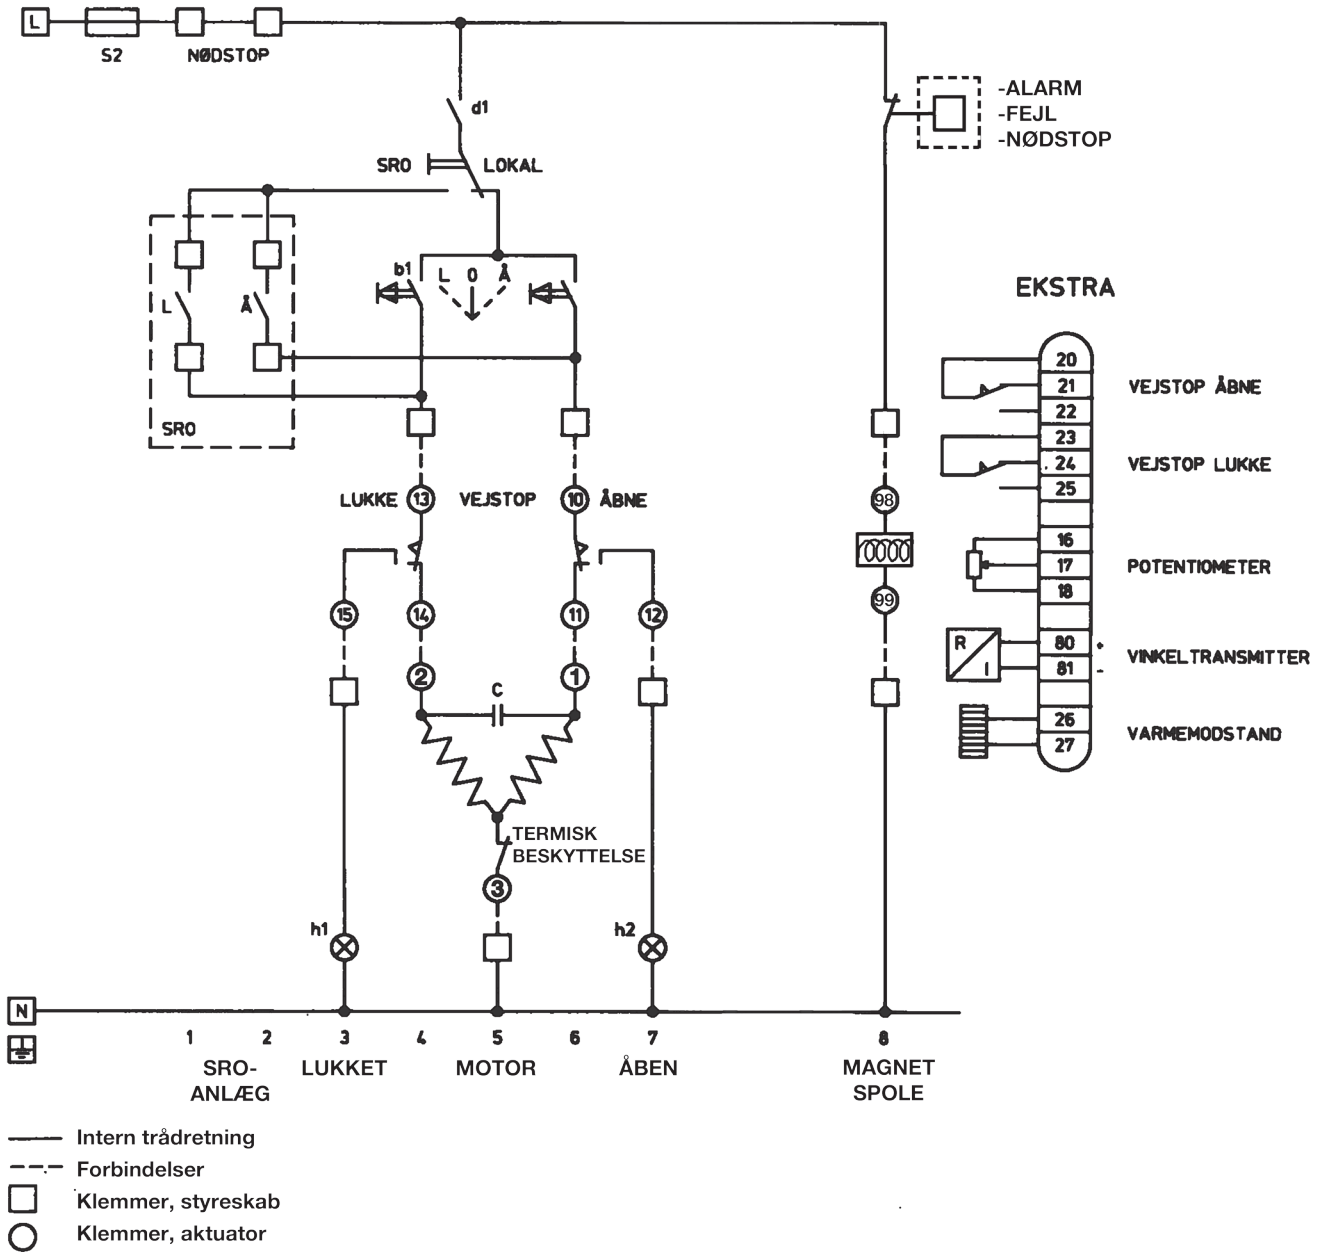 L
S2
NØDSTOP
-ALARM
-FEJL
-NØDSTOP
d1
SRO
LOKAL
b1
L 0 Å
L
Å
SRO
EKSTRA
20
21
22
VEJSTOP ÅBNE
23
24
25
VEJSTOP LUKKE
16
17
18
POTENTIOMETER
R
I
80 +
81 -
VINKELTRANSMITTER
26
27
VARMEMODSTAND
LUKKE 13 VEJSTOP 10 ÅBNE
98
99
15 14 11 12
2 1
C
TERMISK
BESKYTTELSE
3
h1
h2
N
1 2 3 4 5 6 7 8
SRO-
ANLÆG
LUKKET
MOTOR
ÅBEN
MAGNET
SPOLE
Intern trådretning
Forbindelser
Klemmer, styreskab
Klemmer, aktuator